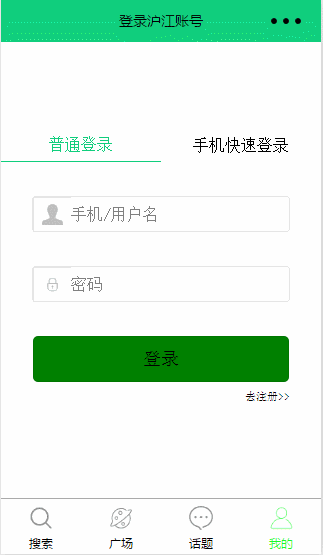 登录沪江账号
普通登录 手机快速登录
手机/用户名
密码
登录
去注册>>
搜索 广场 话题 我的